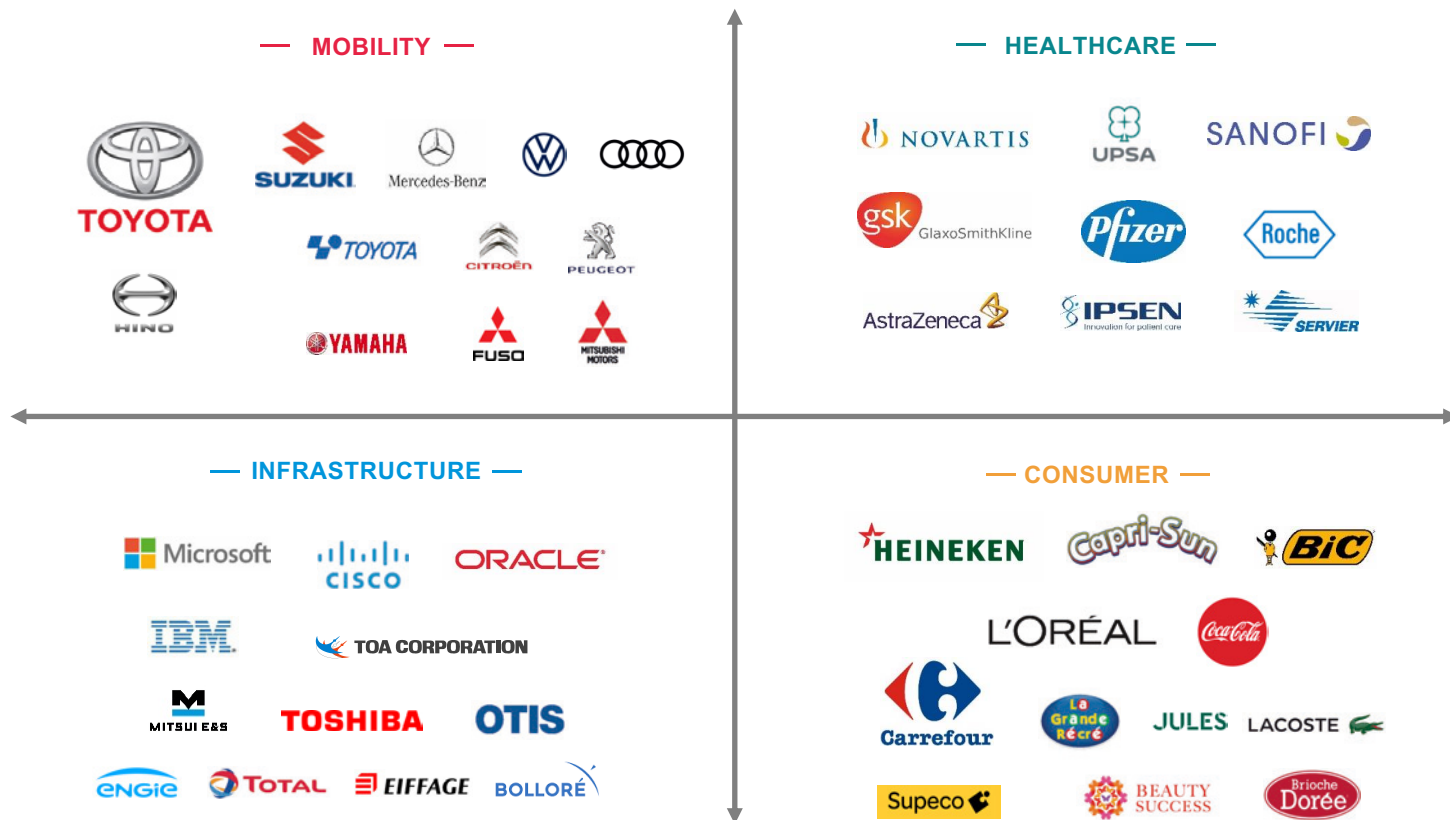 MOBILITY
TOYOTA
SUZUKI
Mercedes-Benz
TOYOTA
CITROËN
PEUGEOT
HINO
YAMAHA
FUSO
MITSUBISHI
MOTORS
HEALTHCARE
NOVARTIS
UPSA
SANOFI
gsk
GlaxoSmithKline
Pfizer
Roche
AstraZeneca
IPSEN
Innovation for patient care
SERVIER
INFRASTRUCTURE
Microsoft
CISCO
ORACLE
IBM
TOA CORPORATION
M
MITSUI E&S
TOSHIBA
OTIS
ENGIE
TOTAL
EIFFAGE
BOLLORÉ
CONSUMER
HEINEKEN
Capri-Sun
BiC
L'ORÉAL
Coca-Cola
Carrefour
La
Grande
Récré
JULES
LACOSTE
Supeco
BEAUTY
SUCCESS
Brioche
Dorée